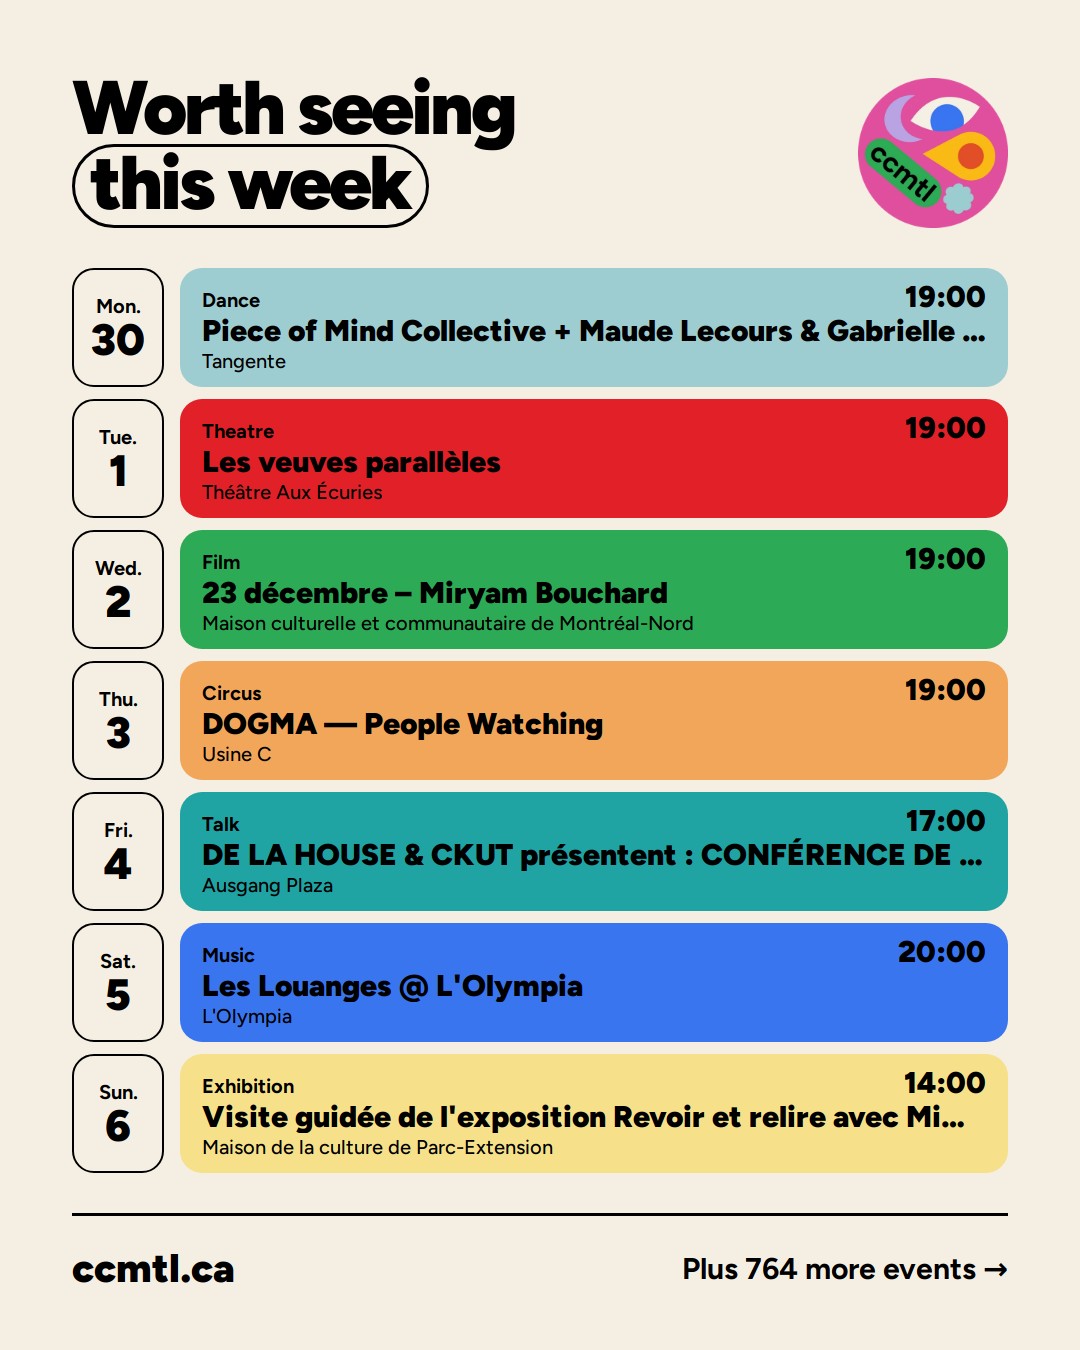 Worth seeing
this week
ccmtl
Mon.
30
Dance
19:00
Piece of Mind Collective + Maude Lecours & Gabrielle ...
Tangente
Tue.
1
Theatre
19:00
Les veuves parallèles
Théâtre Aux Écuries
Wed.
2
Film
19:00
23 décembre – Miryam Bouchard
Maison culturelle et communautaire de Montréal-Nord
Thu.
3
Circus
19:00
DOGMA — People Watching
Usine C
Fri.
4
Talk
17:00
DE LA HOUSE & CKUT présentent : CONFÉRENCE DE ...
Ausgang Plaza
Sat.
5
Music
20:00
Les Louanges @ L'Olympia
L'Olympia
Sun.
6
Exhibition
14:00
Visite guidée de l'exposition Revoir et relire avec Mi...
Maison de la culture de Parc-Extension
ccmtl.ca
Plus 764 more events →